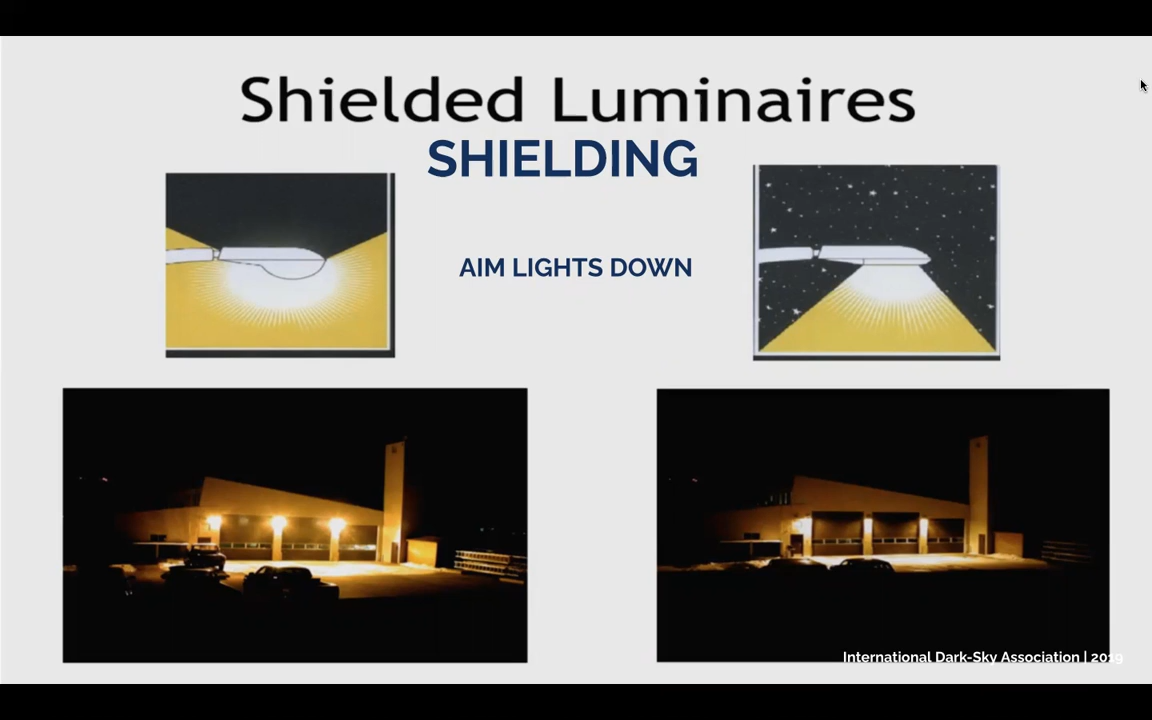 Shielded Luminaires
SHIELDING
AIM LIGHTS DOWN
International Dark-Sky Association | 2019